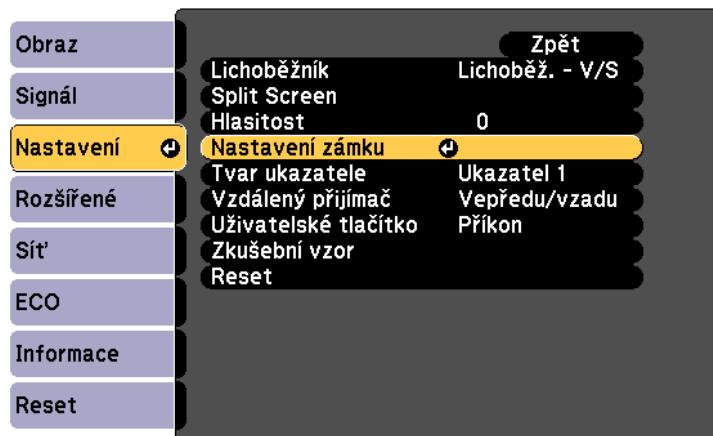 Obraz
Signál
Nastavení
Rozšířené
Síť
ECO
Informace
Reset
Zpět
Lichoběžník Lichoběž. - V/S
Split Screen
Hlasitost 0
Nastavení zámku
Tvar ukazatele Ukazatel 1
Vzdálený přijímač Vepředu/vzadu
Uživatelské tlačítko Příkon
Zkušební vzor
Reset